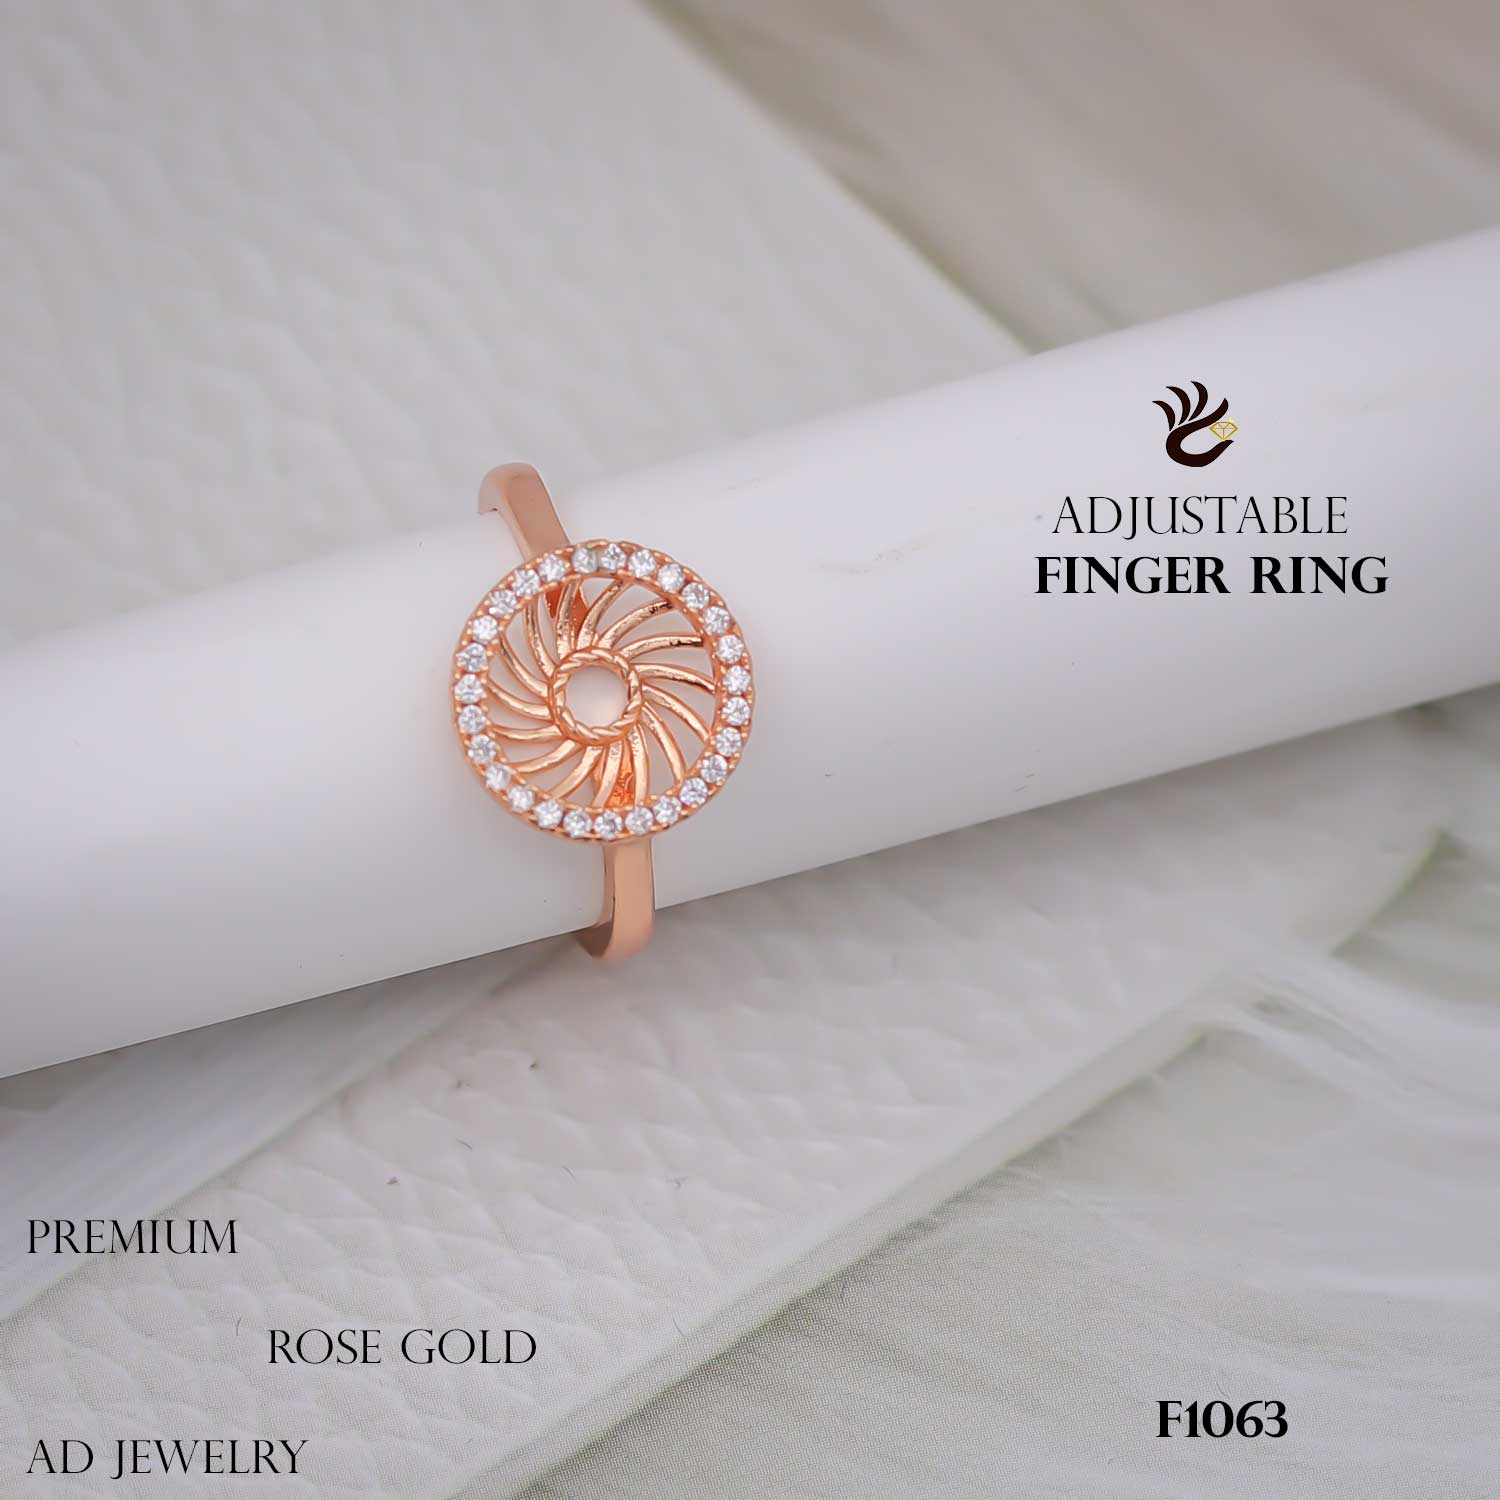 ADJUSTABLE
FINGER RING
PREMIUM
ROSE GOLD
AD JEWELRY
F1063